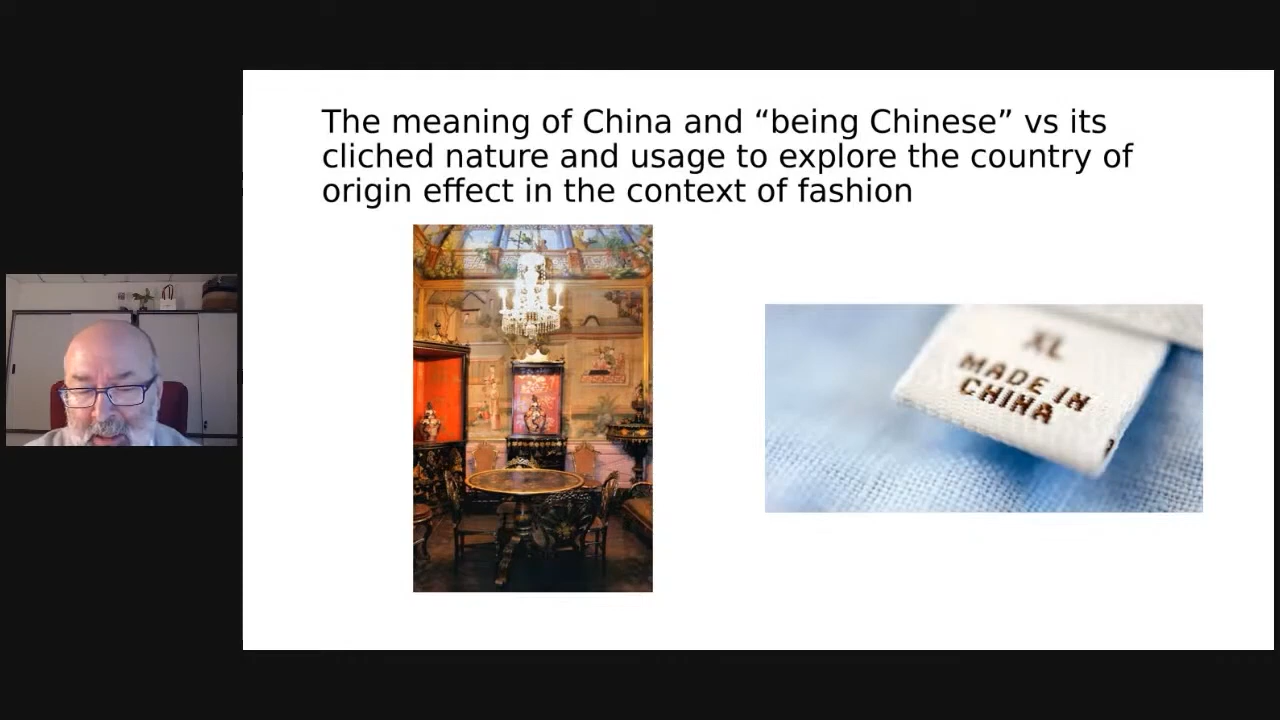 The meaning of China and “being Chinese” vs its
cliched nature and usage to explore the country of
origin effect in the context of fashion
XL
MADE IN
CHINA